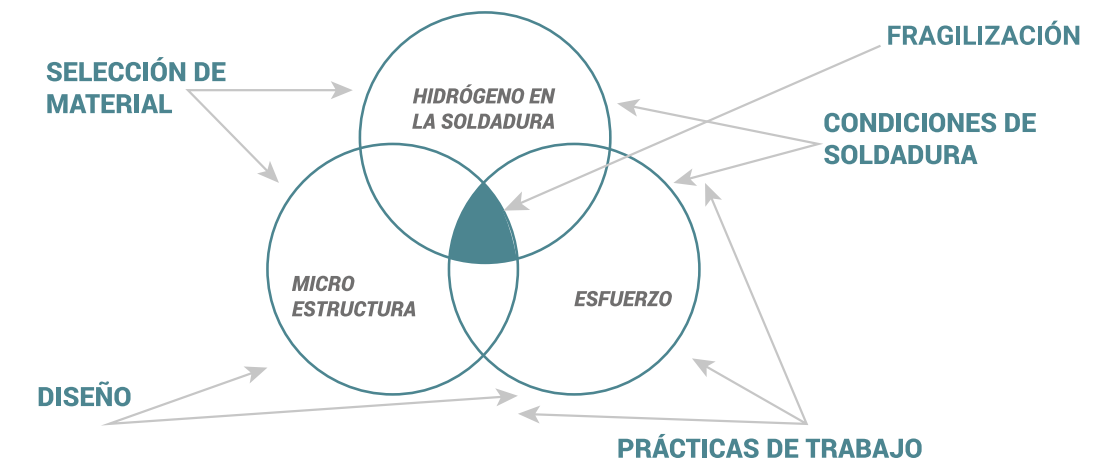 FRAGILIZACIÓN
SELECCIÓN DE
MATERIAL
HIDRÓGENO EN
LA SOLDADURA
CONDICIONES DE
SOLDADURA
MICRO
ESTRUCTURA
ESFUERZO
DISEÑO
PRÁCTICAS DE TRABAJO